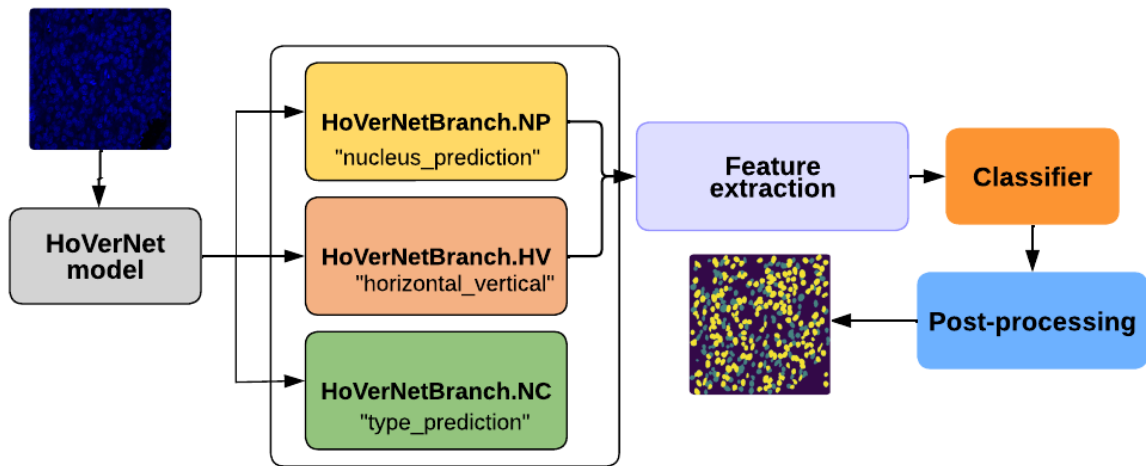 HoVerNet
model
HoVerNetBranch.NP
"nucleus_prediction"
HoVerNetBranch.HV
"horizontal_vertical"
HoVerNetBranch.NC
"type_prediction"
Feature
extraction
Classifier
Post-processing